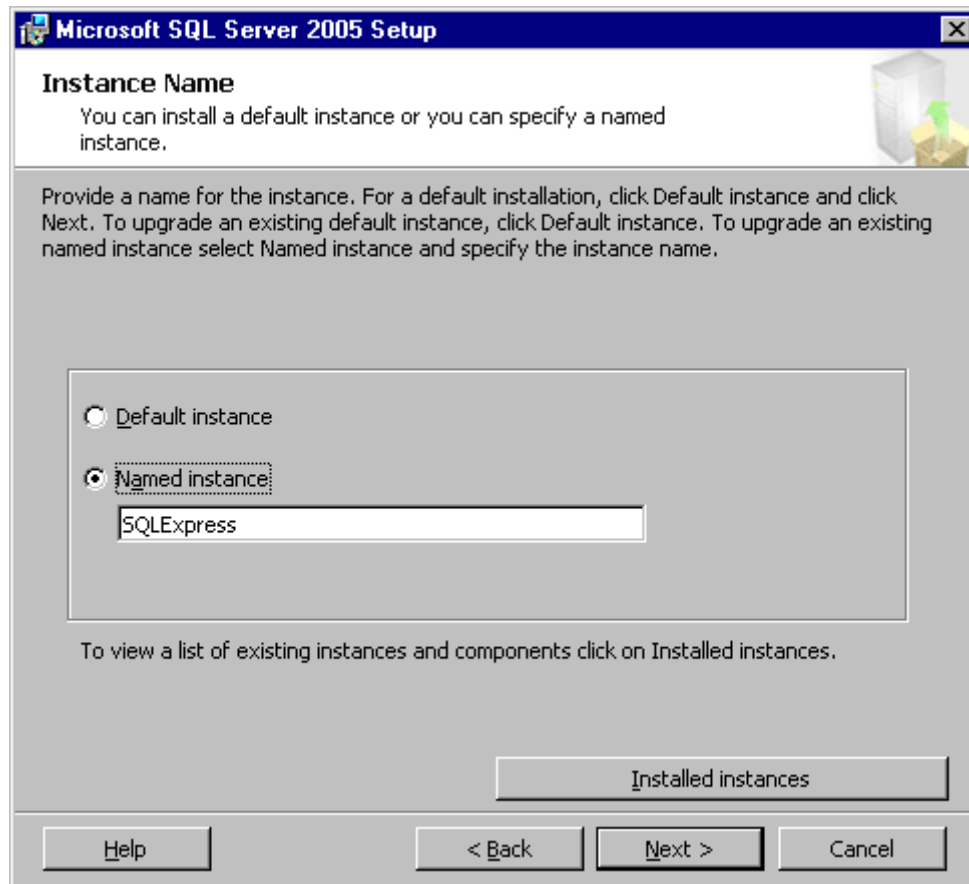 Microsoft SQL Server 2005 Setup
Instance Name
You can install a default instance or you can specify a named
instance.
Provide a name for the instance. For a default installation, click Default instance and click
Next. To upgrade an existing default instance, click Default instance. To upgrade an existing
named instance select Named instance and specify the instance name.
Default instance
Named instance
SQLExpress
To view a list of existing instances and components click on Installed instances.
Installed instances
Help
< Back
Next >
Cancel